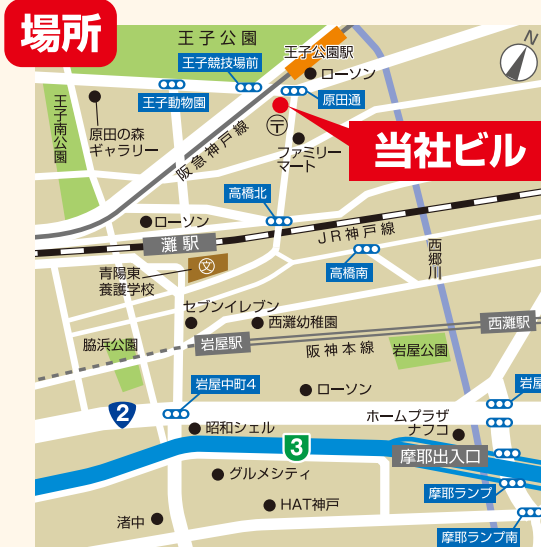 場所
N
王子公園
王子公園駅
王子競技場前
ローソン
王子動物園
原田通
王子南公園
原田の森
ギャラリー
〒
ファミリー
マート
当社ビル
阪急神戸線
高橋北
ローソン
灘駅
JR神戸線
西郷川
青陽東
養護学校
文
高橋南
セブンイレブン
西灘幼稚園
西灘駅
脇浜公園
岩屋駅
阪神本線
岩屋公園
岩屋中町4
ローソン
岩屋
2
昭和シェル
ホームプラザ
ナフコ
3
摩耶出入口
グルメシティ
摩耶ランプ
HAT神戸
渚中
摩耶ランプ南